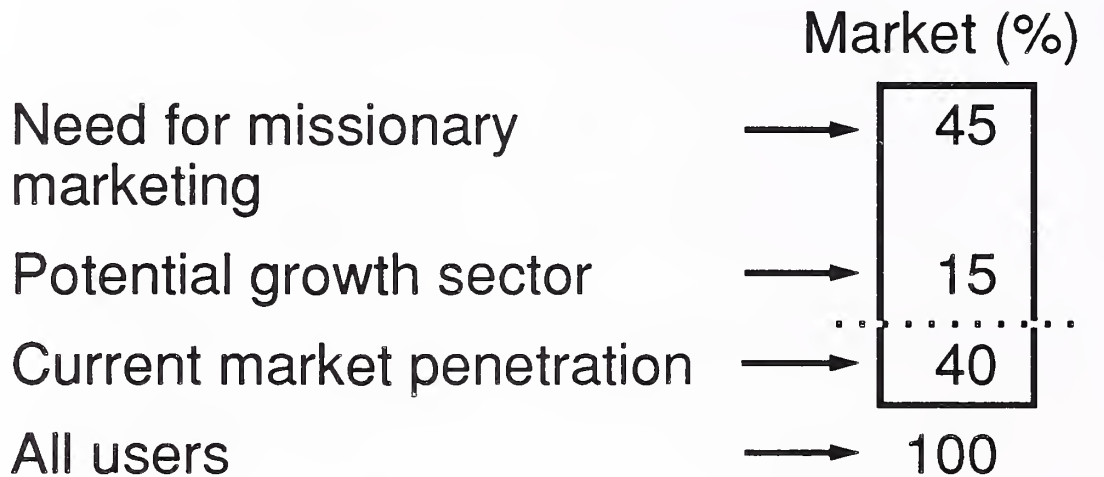 Market (%)
Need for missionary 45
marketing
Potential growth sector 15
Current market penetration 40
All users 100